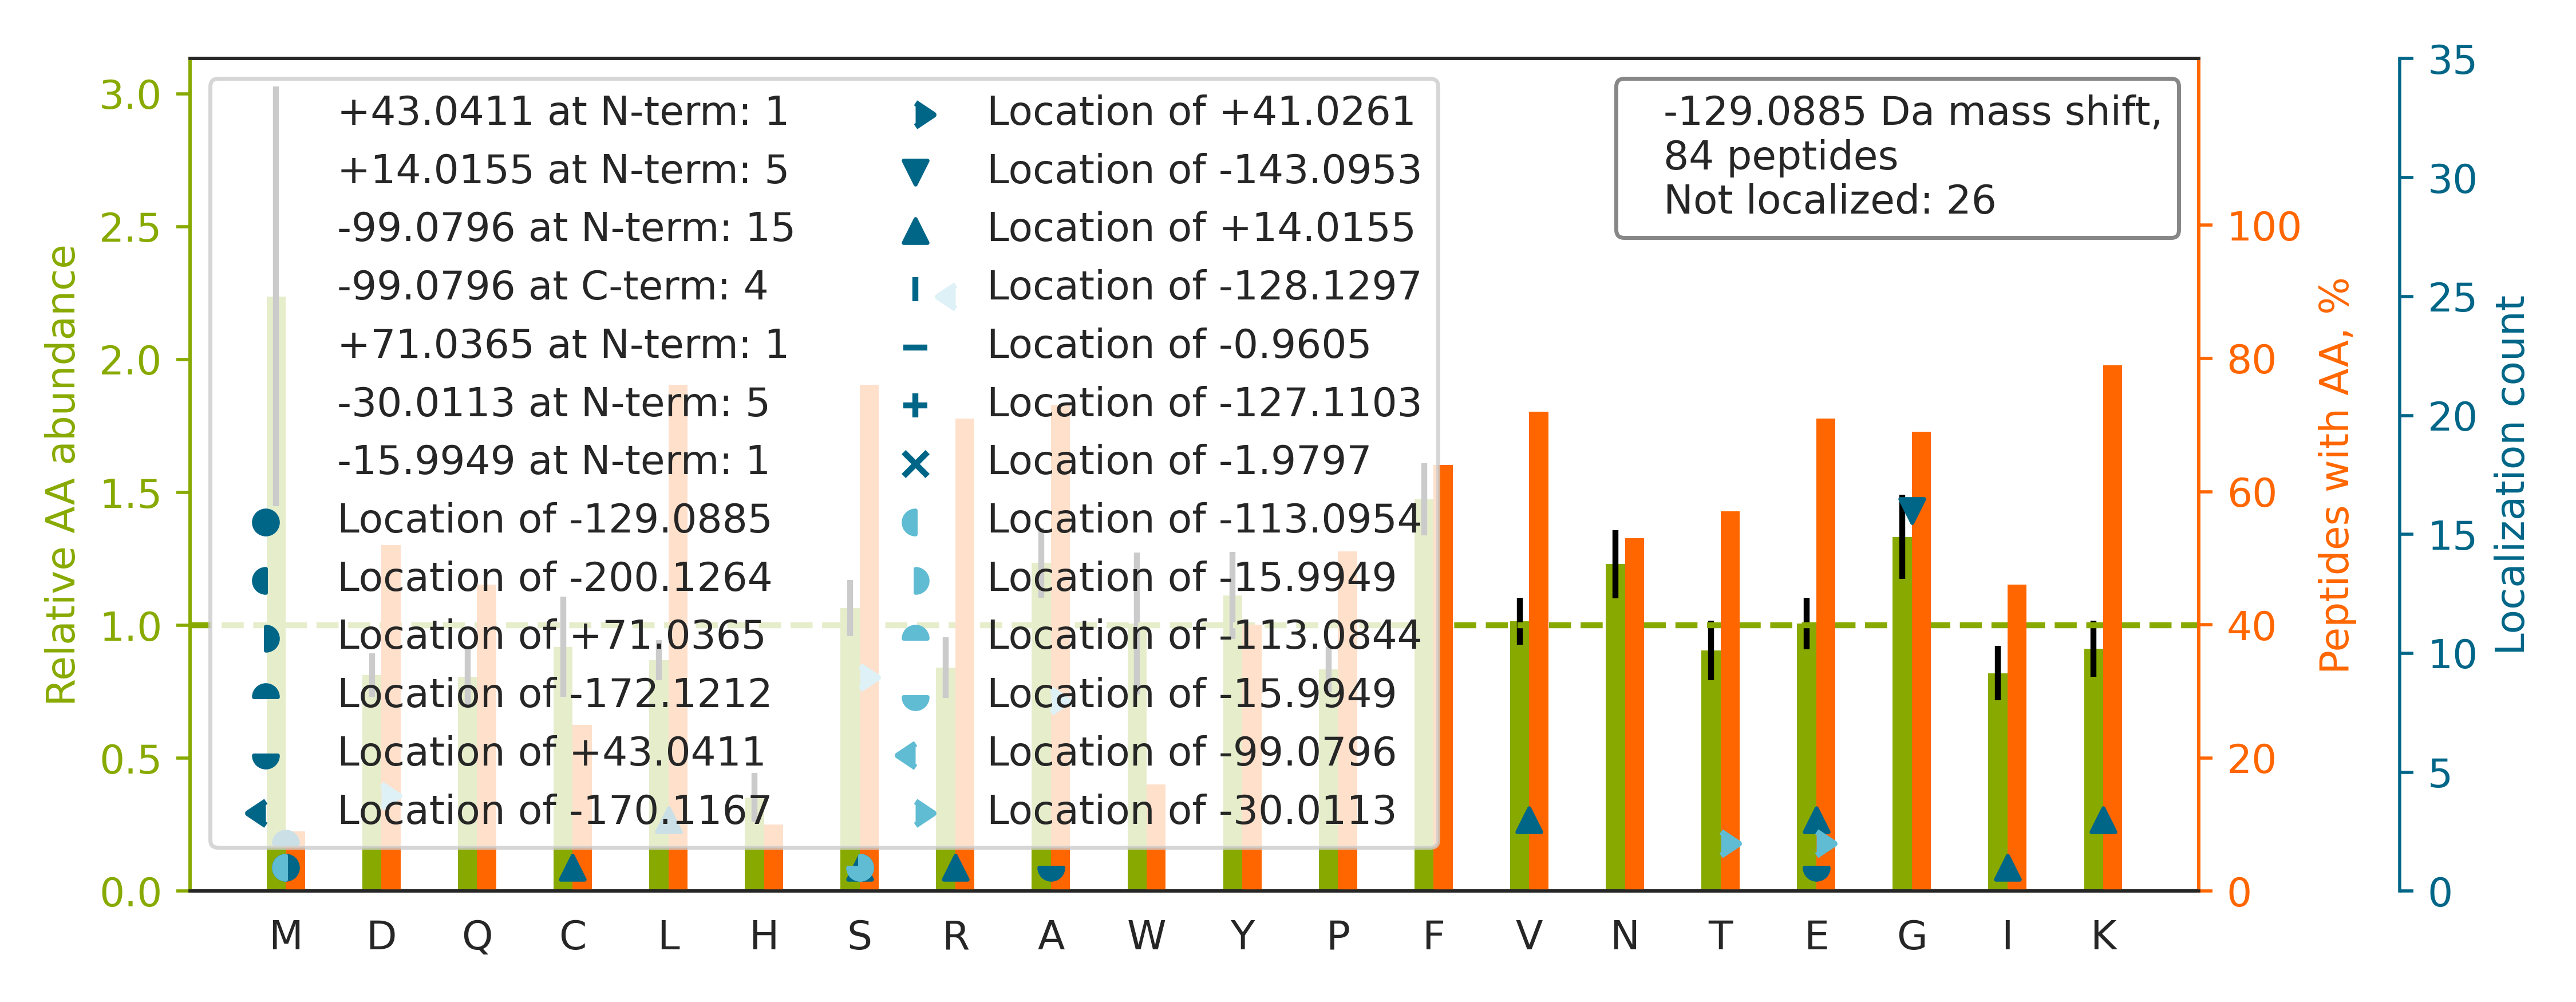 Relative AA abundance
3.0
2.5
2.0
1.5
1.0
0.5
0.0
+43.0411 at N-term: 1
+14.0155 at N-term: 5
-99.0796 at N-term: 15
-99.0796 at C-term: 4
+71.0365 at N-term: 1
-30.0113 at N-term: 5
-15.9949 at N-term: 1
Location of -129.0885
Location of -200.1264
Location of +71.0365
Location of -172.1212
Location of +43.0411
Location of -170.1167
Location of +41.0261
Location of -143.0953
Location of +14.0155
Location of -128.1297
Location of -0.9605
Location of -127.1103
Location of -1.9797
Location of -113.0954
Location of -15.9949
Location of -113.0844
Location of -15.9949
Location of -99.0796
Location of -30.0113
-129.0885 Da mass shift,
84 peptides
Not localized: 26
100
80
60
40
20
0
Peptides with AA, %
35
30
25
20
15
10
5
0
Localization count
M D Q C L H S R A W Y P F V N T E G I K